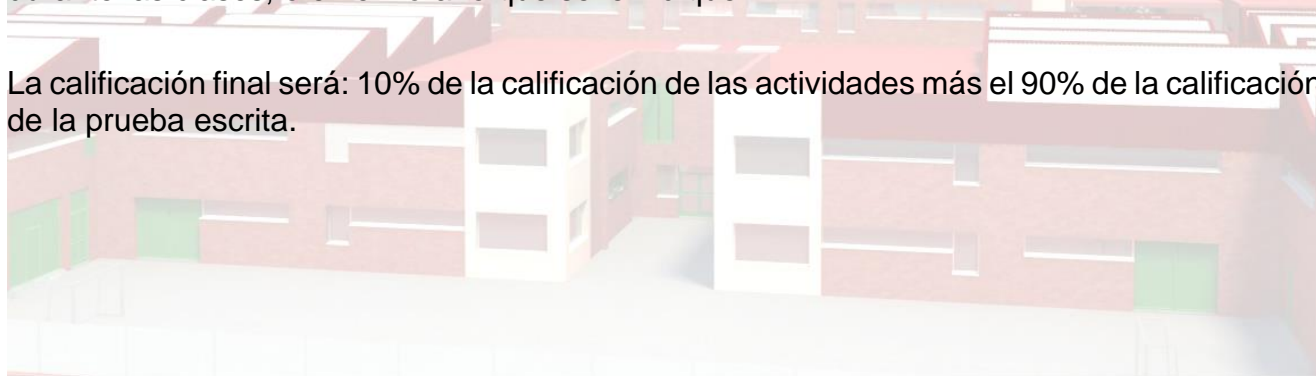 La calificación final será: 10% de la calificación de las actividades más el 90% de la calificación
de la prueba escrita.